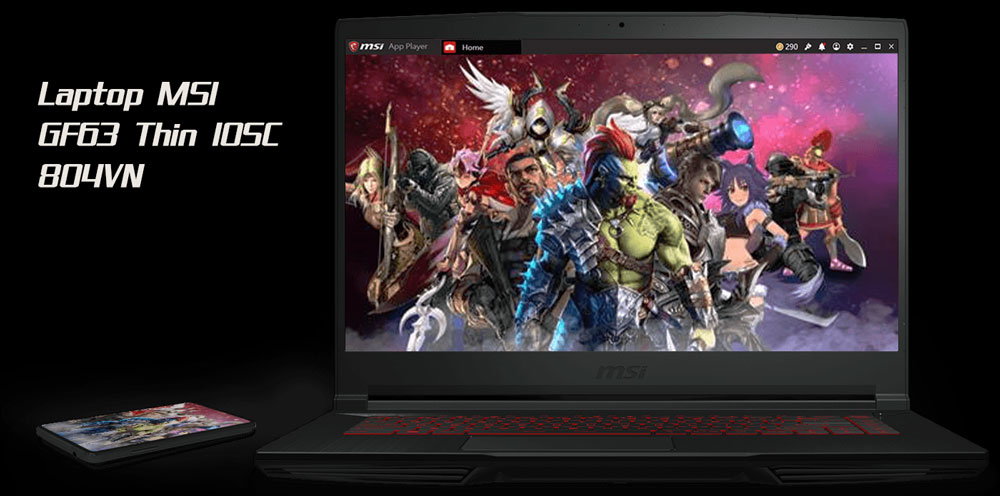 Laptop MSI
GF63 Thin 10SC
804VN
msi App Player Home 290
msi